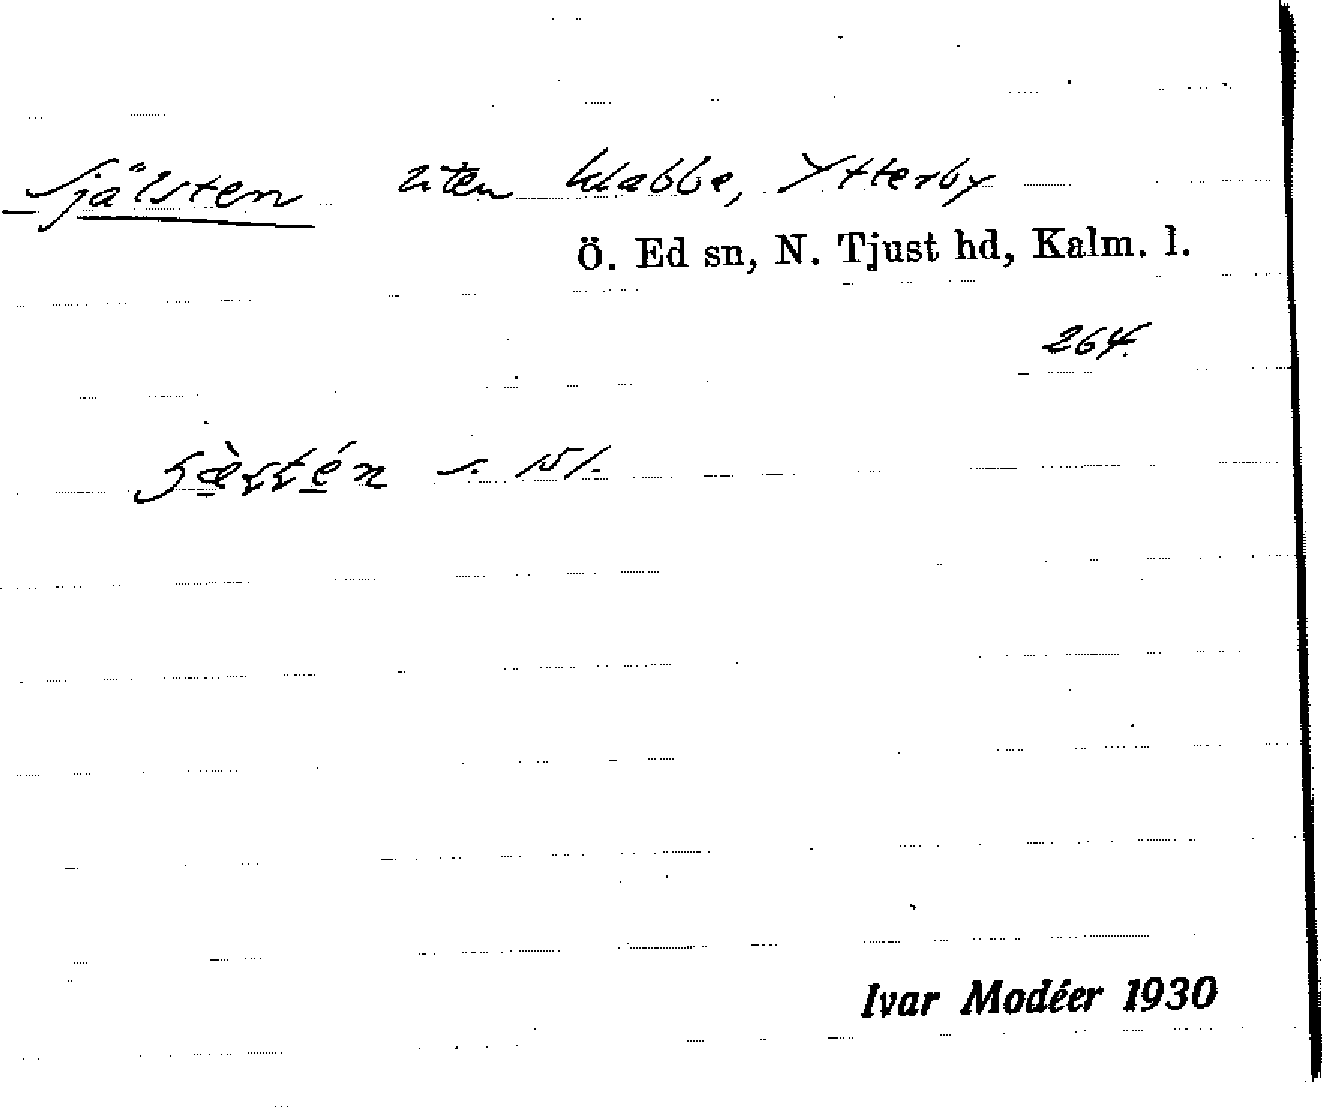 Själsten liten klabbe, Ytterby
Ö. Ed sn, N. Tjust hd, Kalm. l.
264.
Ivar Modéer 1930